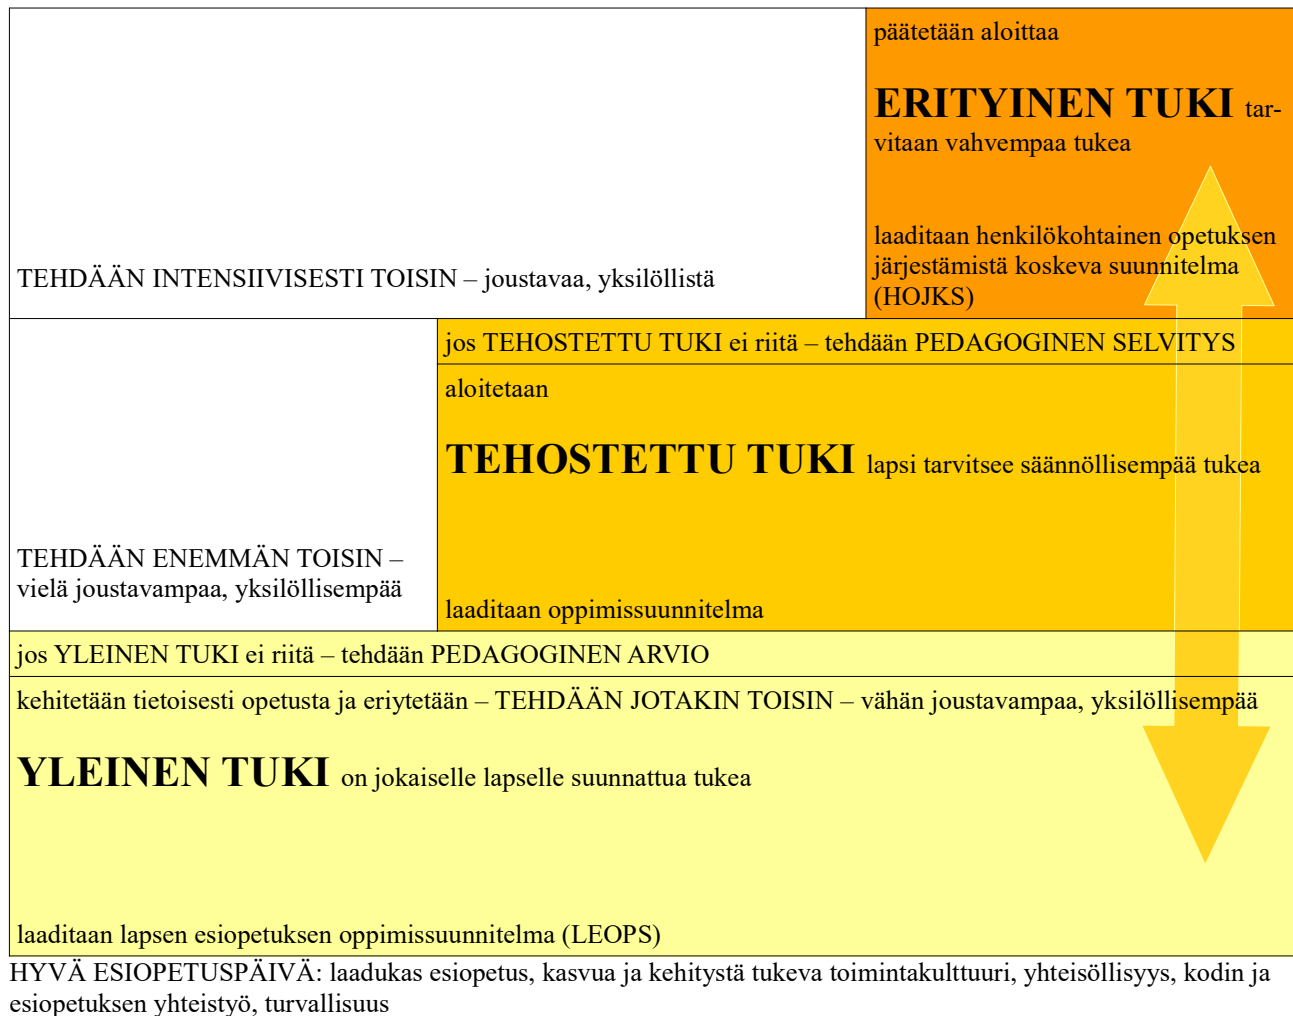 päätetään aloittaa
ERITYINEN TUKI tar-
vitaan vahvempaa tukea
laaditaan henkilökohtainen opetuksen
järjestämistä koskeva suunnitelma
(HOJKS)
TEHDÄÄN INTENSIIVISESTI TOISIN – joustavaa, yksilöllistä
jos TEHOSTETTU TUKI ei riitä – tehdään PEDAGOGINEN SELVITYS
aloitetaan
TEHOSTETTU TUKI lapsi tarvitsee säännöllisempää tukea
TEHDÄÄN ENEMMÄN TOISIN –
vielä joustavampaa, yksilöllisempää
laaditaan oppimissuunnitelma
jos YLEINEN TUKI ei riitä – tehdään PEDAGOGINEN ARVIO
kehitetään tietoisesti opetusta ja eriytetään – TEHDÄÄN JOTAKIN TOISIN – vähän joustavampaa, yksilöllisempää
YLEINEN TUKI on jokaiselle lapselle suunnattua tukea
laaditaan lapsen esiopetuksen oppimissuunnitelma (LEOPS)
HYVÄ ESIOPETUSPÄIVÄ: laadukas esiopetus, kasvua ja kehitystä tukeva toimintakulttuuri, yhteisöllisyys, kodin ja
esiopetuksen yhteistyö, turvallisuus